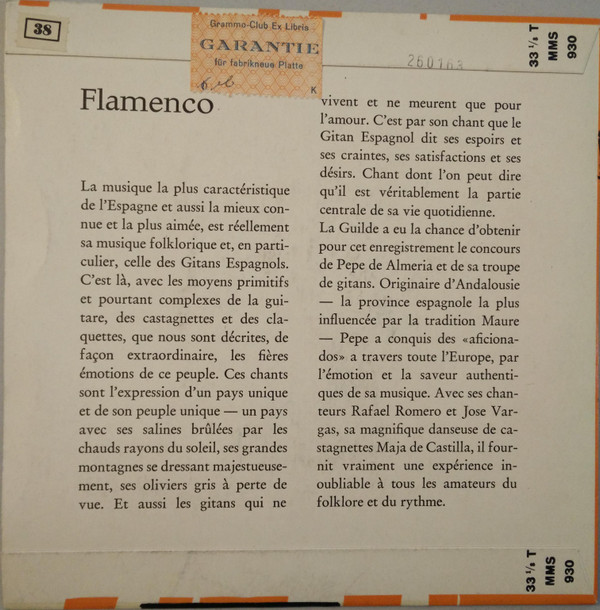 38
Grammo-Club Ex Libris
GARANTIE
für fabrikneue Platte
K
260163
33 ⅓ T
MMS
930
Flamenco
La musique la plus caractéristique
de l'Espagne et aussi la mieux con-
nue et la plus aimée, est réellement
sa musique folklorique et, en parti-
culier, celle des Gitans Espagnols.
C'est là, avec les moyens primitifs
et pourtant complexes de la gui-
tare, des castagnettes et des cla-
quettes, que nous sont décrites, de
façon extraordinaire, les fières
émotions de ce peuple. Ces chants
sont l'expression d'un pays unique
et de son peuple unique — un pays
avec ses salines brûlées par les
chauds rayons du soleil, ses grandes
montagnes se dressant majestueuse-
ment, ses oliviers gris à perte de
vue. Et aussi les gitans qui ne
vivent et ne meurent que pour
l'amour. C'est par son chant que le
Gitan Espagnol dit ses espoirs et
ses craintes, ses satisfactions et ses
désirs. Chant dont l'on peut dire
qu'il est véritablement la partie
centrale de sa vie quotidienne.
La Guilde a eu la chance d'obtenir
pour cet enregistrement le concours
de Pepe de Almeria et de sa troupe
de gitans. Originaire d'Andalousie
— la province espagnole la plus
influencée par la tradition Maure
— Pepe a conquis des «aficiona-
dos» a travers toute l'Europe, par
l'émotion et la saveur authenti-
ques de sa musique. Avec ses chan-
teurs Rafael Romero et Jose Var-
gas, sa magnifique danseuse de ca-
stagnettes Maja de Castilla, il four-
nit vraiment une expérience in-
oubliable à tous les amateurs du
folklore et du rythme.
33 ⅓ T
MMS
930